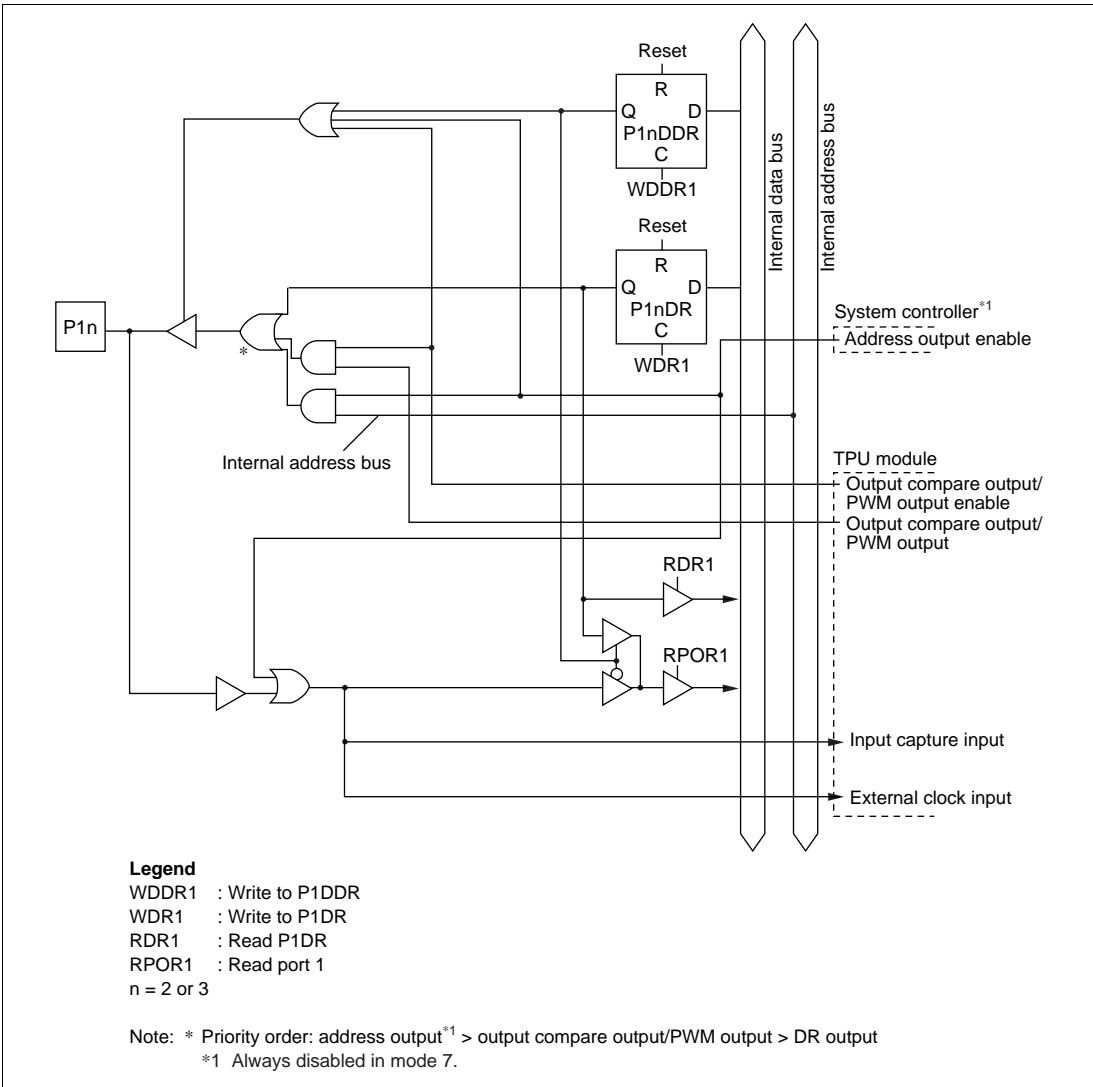 Reset
R
Q D
P1nDDR
C
WDDR1
Reset
R
Q D
P1nDR
C
WDR1
Internal data bus
Internal address bus
P1n
*
System controller*1
Address output enable
Internal address bus
TPU module
Output compare output/
PWM output enable
Output compare output/
PWM output
RDR1
RPOR1
Input capture input
External clock input
Legend
WDDR1 : Write to P1DDR
WDR1 : Write to P1DR
RDR1 : Read P1DR
RPOR1 : Read port 1
n = 2 or 3
Note: * Priority order: address output*1 > output compare output/PWM output > DR output
*1 Always disabled in mode 7.